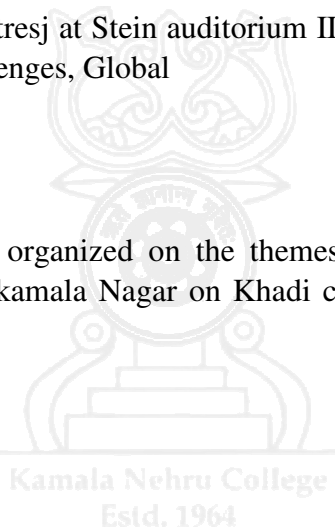 tresj at Stein auditorium II
enges, Global
organized on the themes
kamala Nagar on Khadi c
Kamala Nehru College
Estd. 1964